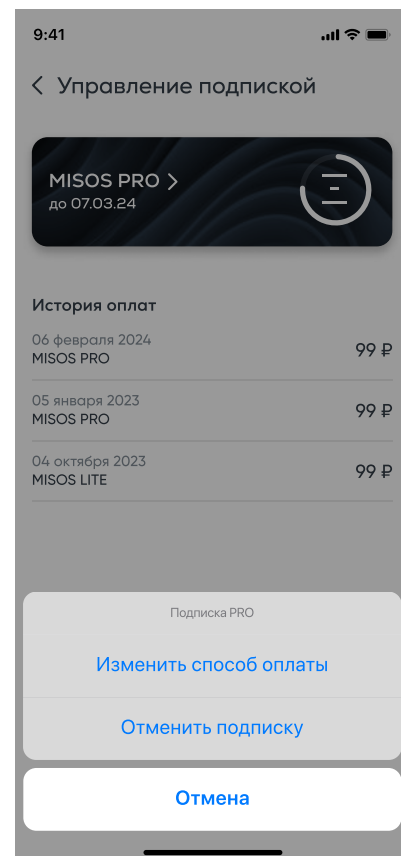 9:41
Управление подпиской
MISOS PRO
до 07.03.24
История оплат
06 февраля 2024
MISOS PRO
99 ₽
05 января 2023
MISOS PRO
99 ₽
04 октября 2023
MISOS LITE
99 ₽
Подписка PRO
Изменить способ оплаты
Отменить подписку
Отмена